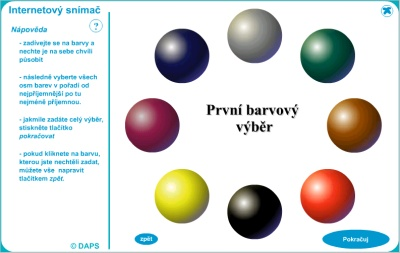 Internetový snímač
?
Nápověda
- zadívejte se na barvy a
nechte je na sebe chvíli
působit
- následně vyberte všech
osm barev v pořadí od
nejpříjemnější po tu
nejméně příjemnou.
- jakmile zadáte celý výběr,
stiskněte tlačítko
pokračovat
- pokud kliknete na barvu,
kterou jste nechtěli zadat,
můžete vše napravit
tlačítkem zpět.
© DAPS
První barvový
výběr
zpět
Pokračuj